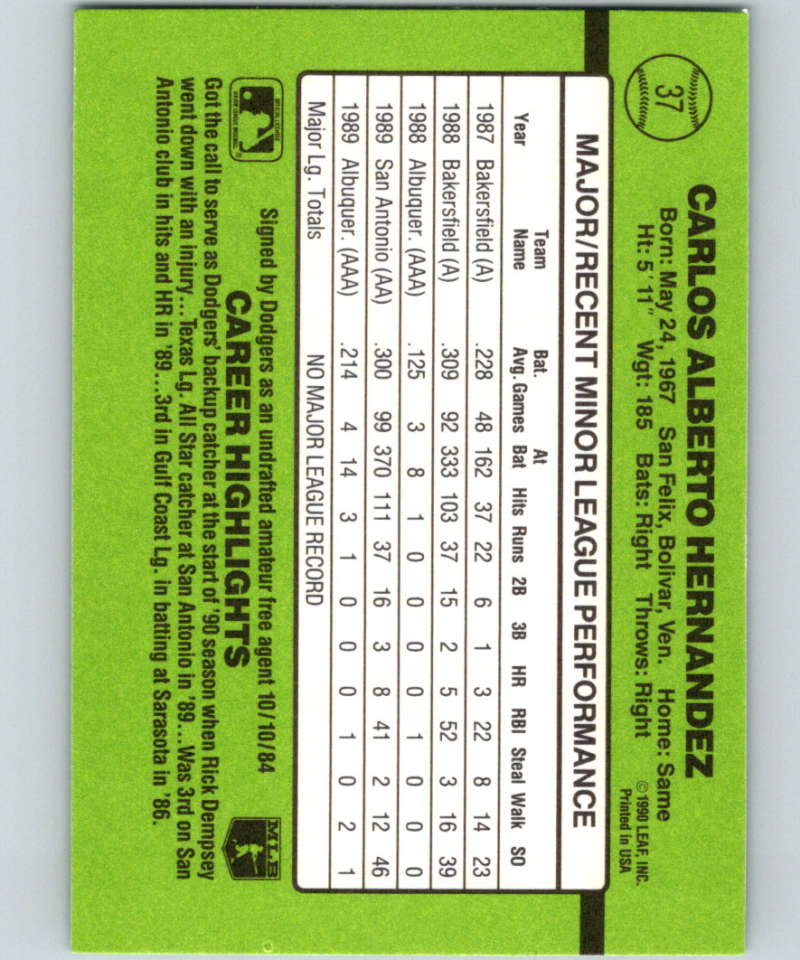 37
CARLOS ALBERTO HERNANDEZ
Born: May 24, 1967 San Felix, Bolivar, Ven. Home: Same
Ht: 5'11" Wgt: 185 Bats: Right Throws: Right
©1990 LEAF, INC.
Printed in USA
MAJOR/RECENT MINOR LEAGUE PERFORMANCE
Year Team Name Bat. Avg. Games At Bat Hits Runs 2B 3B HR RBI Steal Walk SO
1987 Bakersfield (A) .228 48 162 37 22 6 1 3 22 8 14 23
1988 Bakersfield (A) .309 92 333 103 37 15 2 5 52 3 16 39
1988 Albuquer. (AAA) .125 3 8 1 0 0 0 0 1 0 0 0
1989 San Antonio (AA) .300 99 370 111 37 16 3 8 41 2 12 46
1989 Albuquer. (AAA) .214 4 14 3 1 0 0 0 1 0 2 1
Major Lg. Totals NO MAJOR LEAGUE RECORD
Signed by Dodgers as an undrafted amateur free agent 10/10/84
CAREER HIGHLIGHTS
MLB
Got the call to serve as Dodgers' backup catcher at the start of '90 season when Rick Dempsey
went down with an injury...Texas Lg. All Star catcher at San Antonio in '89...Was 3rd on San
Antonio club in hits and HR in '89...3rd in Gulf Coast Lg. in batting at Sarasota in '86.